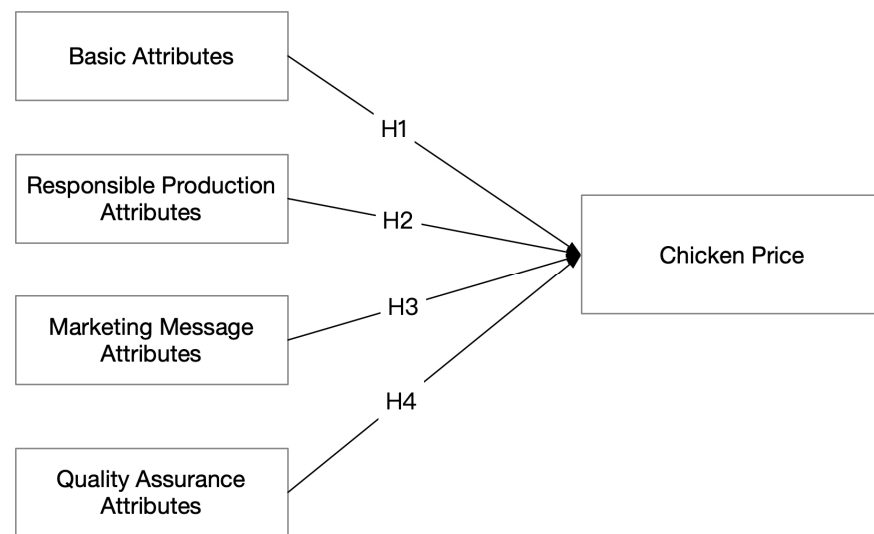 Basic Attributes
H1
Responsible Production
Attributes
H2
Chicken Price
Marketing Message
Attributes
H3
H4
Quality Assurance
Attributes